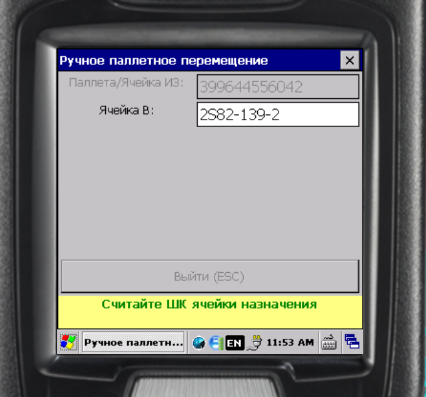 Ручное паллетное перемещение
Паллета/Ячейка ИЗ: 399644556042
Ячейка В: 2S82-139-2
Выйти (ESC)
Считайте ШК ячейки назначения
Ручное паллетн... EN 11:53 AM